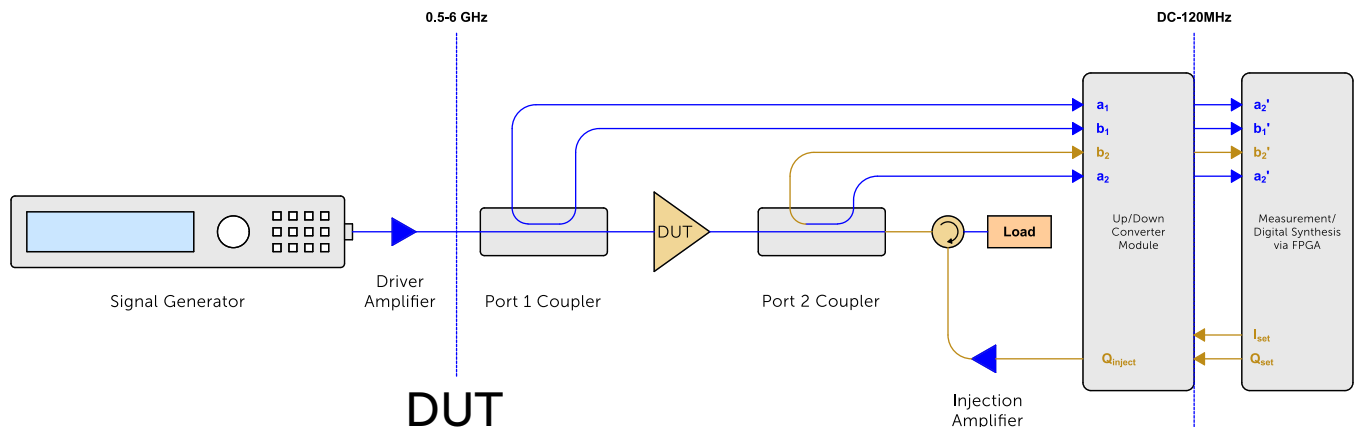 0.5-6 GHz
DC-120MHz
a1
b1
b2
a2
a2'
b1'
b2'
a2'
DUT
Load
Up/Down
Converter
Module
Measurement/
Digital Synthesis
via FPGA
Signal Generator
Driver
Amplifier
Port 1 Coupler
Port 2 Coupler
Iset
Qinject
Qset
DUT
Injection
Amplifier